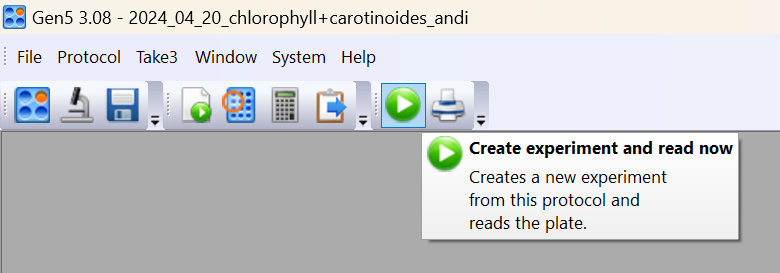 Gen5 3.08 - 2024_04_20_chlorophyll+carotinoides_andi
File Protocol Take3 Window System Help
Create experiment and read now
Creates a new experiment
from this protocol and
reads the plate.